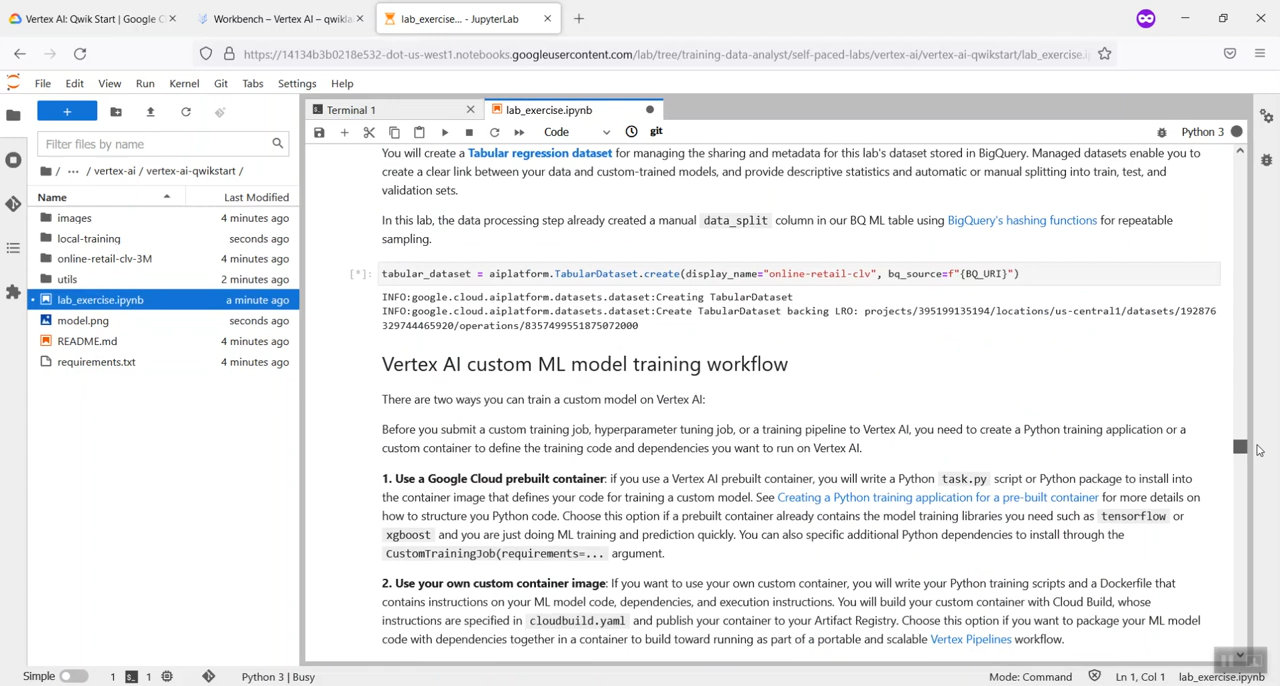 Vertex AI: Qwik Start | Google C
Workbench – Vertex AI – qwikla
lab_exercise... - JupyterLab
https://14134b3b0218e532-dot-us-west1.notebooks.googleusercontent.com/lab/tree/training-data-analyst/self-paced-labs/vertex-ai/vertex-ai-qwikstart/lab_exercise.i
File Edit View Run Kernel Git Tabs Settings Help
Terminal 1
lab_exercise.ipynb
Code
git
Python 3
Filter files by name
/ ··· / vertex-ai / vertex-ai-qwikstart /
Name Last Modified
images 4 minutes ago
local-training seconds ago
online-retail-clv-3M 4 minutes ago
utils 2 minutes ago
lab_exercise.ipynb a minute ago
model.png seconds ago
README.md 4 minutes ago
requirements.txt 4 minutes ago
You will create a Tabular regression dataset for managing the sharing and metadata for this lab's dataset stored in BigQuery. Managed datasets enable you to
create a clear link between your data and custom-trained models, and provide descriptive statistics and automatic or manual splitting into train, test, and
validation sets.
In this lab, the data processing step already created a manual data_split column in our BQ ML table using BigQuery's hashing functions for repeatable
sampling.
[*]: tabular_dataset = aiplatform.TabularDataset.create(display_name="online-retail-clv", bq_source=f"{BQ_URI}")
INFO:google.cloud.aiplatform.datasets.dataset:Creating TabularDataset
INFO:google.cloud.aiplatform.datasets.dataset:Create TabularDataset backing LRO: projects/395199135194/locations/us-central1/datasets/192876
329744465920/operations/8357499551875072000
Vertex AI custom ML model training workflow
There are two ways you can train a custom model on Vertex AI:
Before you submit a custom training job, hyperparameter tuning job, or a training pipeline to Vertex AI, you need to create a Python training application or a
custom container to define the training code and dependencies you want to run on Vertex AI.
1. Use a Google Cloud prebuilt container: if you use a Vertex AI prebuilt container, you will write a Python task.py script or Python package to install into
the container image that defines your code for training a custom model. See Creating a Python training application for a pre-built container for more details on
how to structure you Python code. Choose this option if a prebuilt container already contains the model training libraries you need such as tensorflow or
xgboost and you are just doing ML training and prediction quickly. You can also specific additional Python dependencies to install through the
CustomTrainingJob(requirements=... argument.
2. Use your own custom container image: If you want to use your own custom container, you will write your Python training scripts and a Dockerfile that
contains instructions on your ML model code, dependencies, and execution instructions. You will build your custom container with Cloud Build, whose
instructions are specified in cloudbuild.yaml and publish your container to your Artifact Registry. Choose this option if you want to package your ML model
code with dependencies together in a container to build toward running as part of a portable and scalable Vertex Pipelines workflow.
Simple 1 1 Python 3 | Busy Mode: Command Ln 1, Col 1 lab_exercise.ipynb